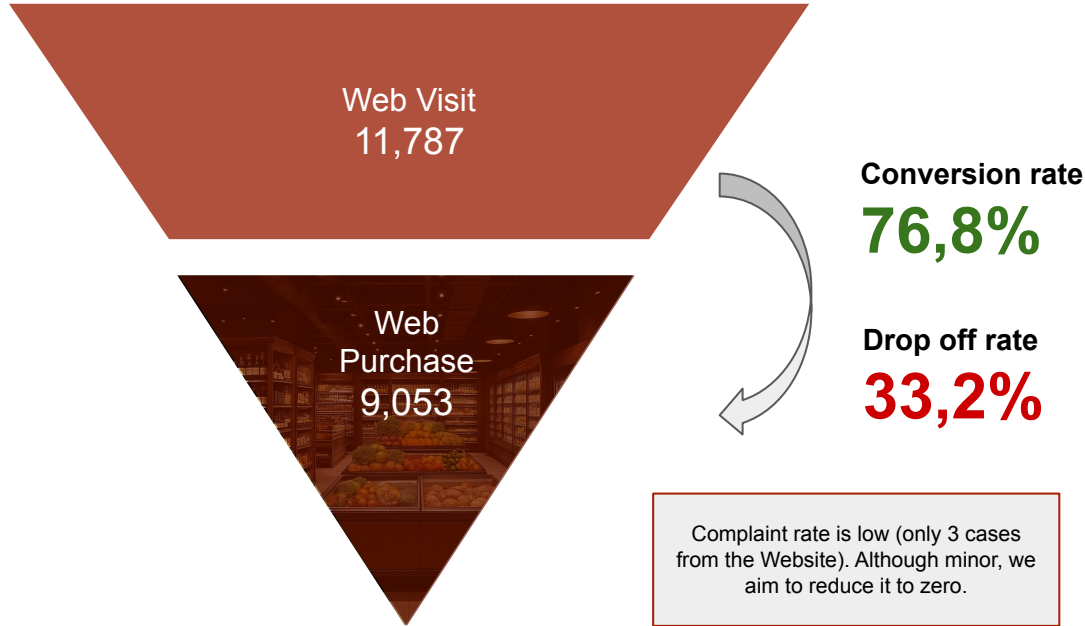 Web Visit
11,787
Conversion rate
76,8%
Web
Purchase
9,053
Drop off rate
33,2%
Complaint rate is low (only 3 cases
from the Website). Although minor, we
aim to reduce it to zero.